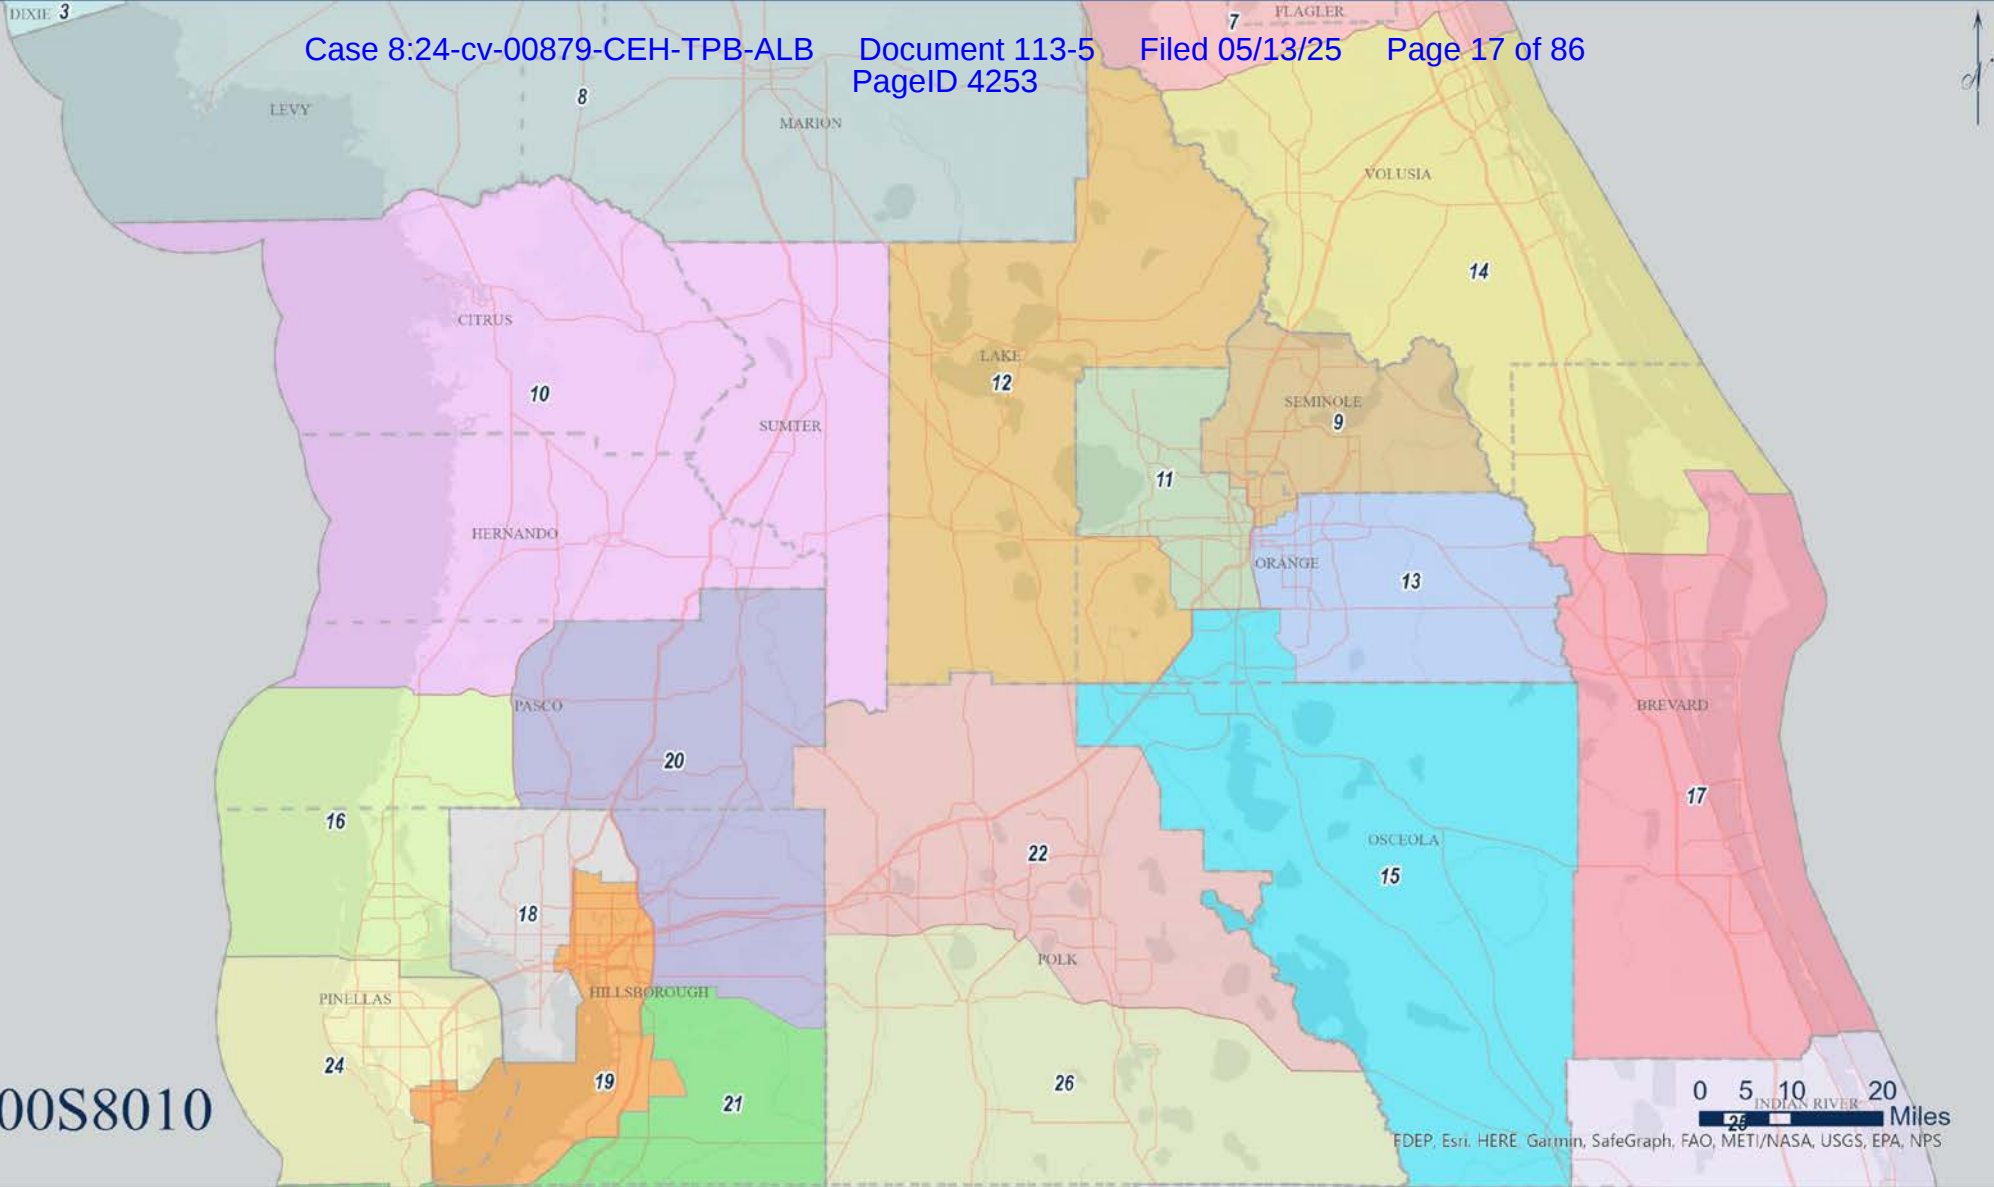 DIXIE 3
7 FLAGLER
Case 8:24-cv-00879-CEH-TPB-ALB Document 113-5 Filed 05/13/25 Page 17 of 86
PageID 4253
N
8
LEVY
MARION
VOLUSIA
14
CITRUS
LAKE
12
10
SEMINOLE
9
SUMTER
11
HERNANDO
ORANGE
13
PASCO
BREVARD
20
17
16
OSCEOLA
22
15
18
POLK
HILLSBOROUGH
PINELLAS
24
19
26
21
00S8010
0 5 10 20
Miles
INDIAN RIVER
25
FDEP, Esri, HERE, Garmin, SafeGraph, FAO, METI/NASA, USGS, EPA, NPS